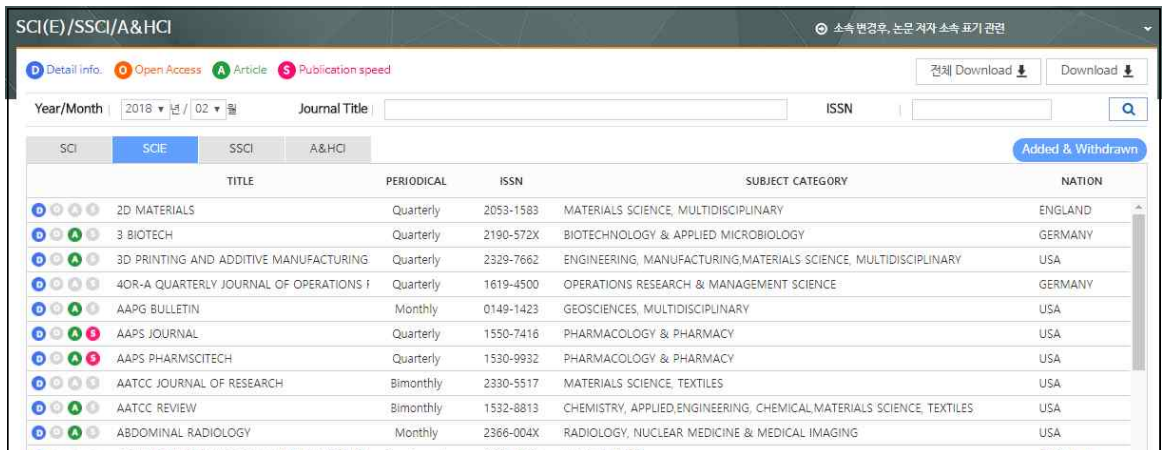 SCI(E)/SSCI/A&HCI
소속 변경후, 논문 저자 소속 표기 관련
D Detail info. O Open Access A Article S Publication speed
전체 Download Download
Year/Month 2018 년 / 02 월 Journal Title ISSN
SCI SCIE SSCI A&HCI Added & Withdrawn
TITLE PERIODICAL ISSN SUBJECT CATEGORY NATION
D O A S 2D MATERIALS Quarterly 2053-1583 MATERIALS SCIENCE, MULTIDISCIPLINARY ENGLAND
D O A S 3 BIOTECH Quarterly 2190-572X BIOTECHNOLOGY & APPLIED MICROBIOLOGY GERMANY
D O A S 3D PRINTING AND ADDITIVE MANUFACTURING Quarterly 2329-7662 ENGINEERING, MANUFACTURING,MATERIALS SCIENCE, MULTIDISCIPLINARY USA
D O A S 4OR-A QUARTERLY JOURNAL OF OPERATIONS Quarterly 1619-4500 OPERATIONS RESEARCH & MANAGEMENT SCIENCE GERMANY
D O A S AAPG BULLETIN Monthly 0149-1423 GEOSCIENCES, MULTIDISCIPLINARY USA
D O A S AAPS JOURNAL Quarterly 1550-7416 PHARMACOLOGY & PHARMACY USA
D O A S AAPS PHARMSCITECH Quarterly 1530-9932 PHARMACOLOGY & PHARMACY USA
D O A S AATCC JOURNAL OF RESEARCH Bimonthly 2330-5517 MATERIALS SCIENCE, TEXTILES USA
D O A S AATCC REVIEW Bimonthly 1532-8813 CHEMISTRY, APPLIED,ENGINEERING, CHEMICAL,MATERIALS SCIENCE, TEXTILES USA
D O A S ABDOMINAL RADIOLOGY Monthly 2366-004X RADIOLOGY, NUCLEAR MEDICINE & MEDICAL IMAGING USA